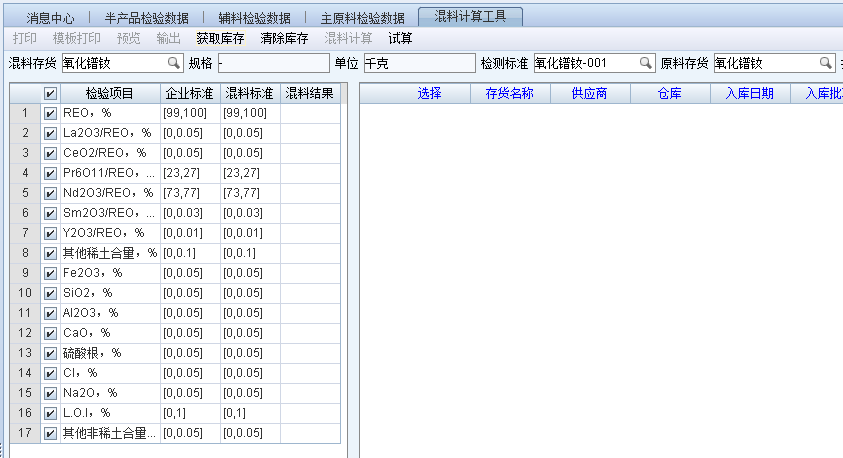 消息中心 半产品检验数据 辅料检验数据 主原料检验数据 混料计算工具
打印 模板打印 预览 输出 获取库存 清除库存 混料计算 试算
混料存货 氧化镨钕 规格 - 单位 千克 检测标准 氧化镨钕-001 原料存货 氧化镨钕
检验项目 企业标准 混料标准 混料结果 选择 存货名称 供应商 仓库 入库日期 入库批
1 REO，% [99,100] [99,100]
2 La2O3/REO，% [0,0.05] [0,0.05]
3 CeO2/REO，% [0,0.05] [0,0.05]
4 Pr6O11/REO，... [23,27] [23,27]
5 Nd2O3/REO，% [73,77] [73,77]
6 Sm2O3/REO，... [0,0.03] [0,0.03]
7 Y2O3/REO，% [0,0.01] [0,0.01]
8 其他稀土合量，% [0,0.1] [0,0.1]
9 Fe2O3，% [0,0.05] [0,0.05]
10 SiO2，% [0,0.05] [0,0.05]
11 Al2O3，% [0,0.05] [0,0.05]
12 CaO，% [0,0.05] [0,0.05]
13 硫酸根，% [0,0.05] [0,0.05]
14 Cl，% [0,0.05] [0,0.05]
15 Na2O，% [0,0.05] [0,0.05]
16 L.O.I，% [0,1] [0,1]
17 其他非稀土合量... [0,0.05] [0,0.05]